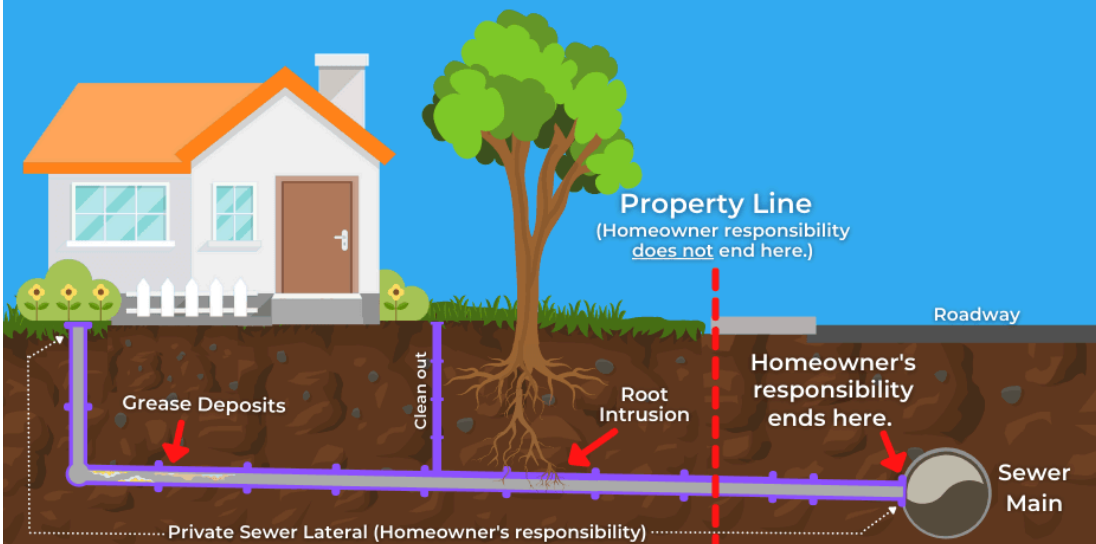 Property Line
(Homeowner responsibility
does not end here.)
Roadway
Homeowner's
responsibility
ends here.
Clean out
Grease Deposits
Root
Intrusion
Sewer
Main
Private Sewer Lateral (Homeowner's responsibility)